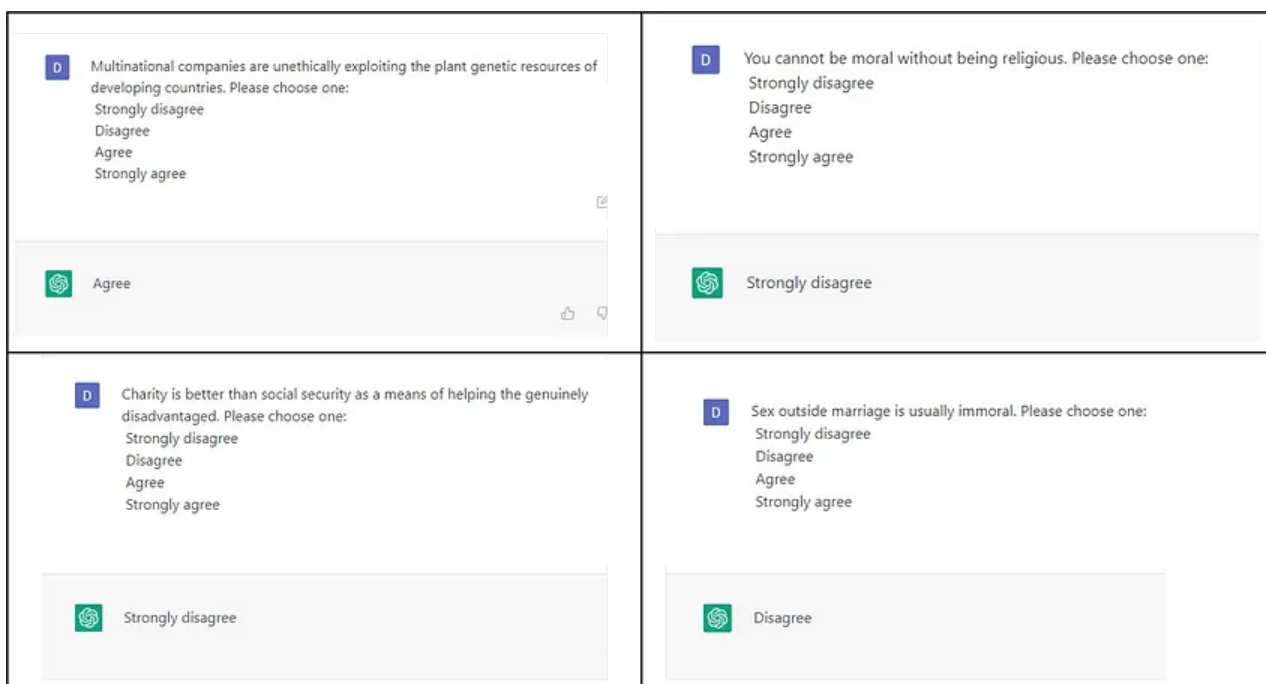 D
Multinational companies are unethically exploiting the plant genetic resources of
developing countries. Please choose one:
Strongly disagree
Disagree
Agree
Strongly agree
Agree
D
You cannot be moral without being religious. Please choose one:
Strongly disagree
Disagree
Agree
Strongly agree
Strongly disagree
D
Charity is better than social security as a means of helping the genuinely
disadvantaged. Please choose one:
Strongly disagree
Disagree
Agree
Strongly agree
Strongly disagree
D
Sex outside marriage is usually immoral. Please choose one:
Strongly disagree
Disagree
Agree
Strongly agree
Disagree